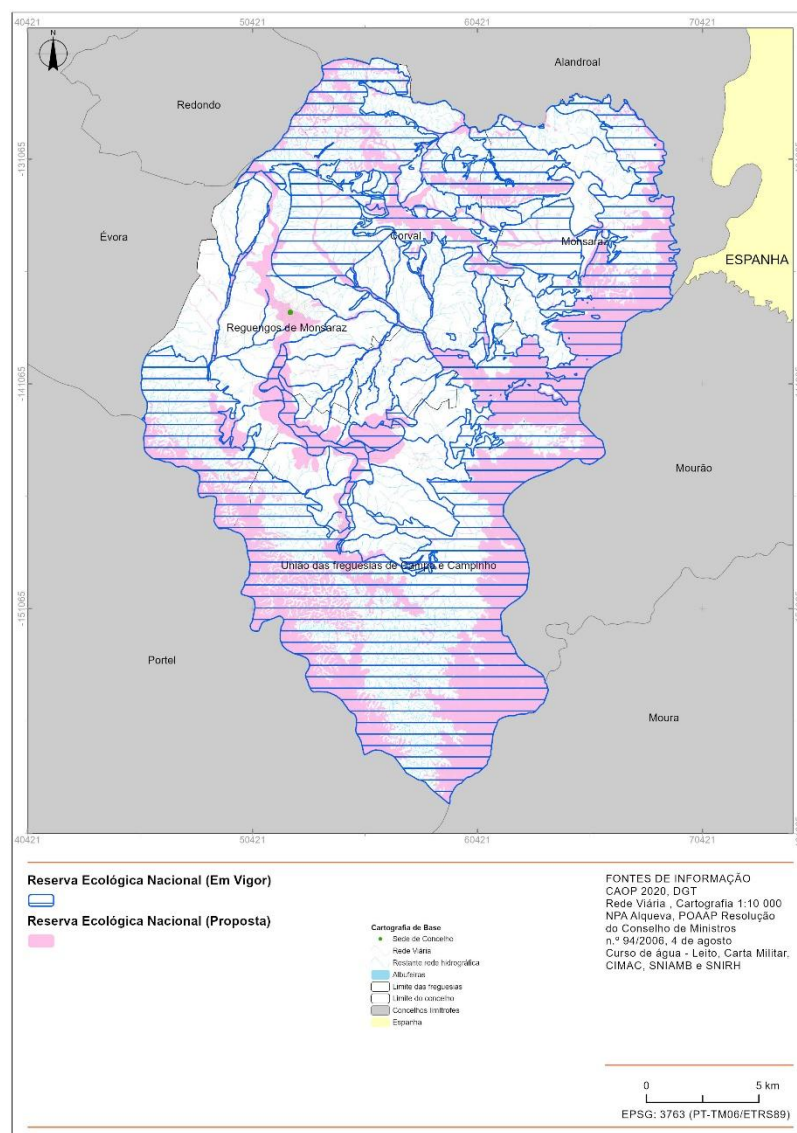 40421
50421
60421
70421
N
Alandroal
Redondo
-131065
-131065
Évora
Corval
Monsaraz
ESPANHA
Reguengos de Monsaraz
-141065
-141065
Mourão
União das freguesias de Campo e Campinho
-151065
-151065
Portel
Moura
40421
50421
60421
70421
Reserva Ecológica Nacional (Em Vigor)
Reserva Ecológica Nacional (Proposta)
Cartografia de Base
Sede de Concelho
Rede Viária
Restante rede hidrográfica
Albufeiras
Limite das freguesias
Limite do concelho
Concelhos limítrofes
Espanha
FONTES DE INFORMAÇÃO
CAOP 2020, DGT
Rede Viária , Cartografia 1:10 000
NPA Alqueva, POAAP Resolução
do Conselho de Ministros
n.º 94/2006, 4 de agosto
Curso de água - Leito, Carta Militar,
CIMAC, SNIAMB e SNIRH
0 5 km
EPSG: 3763 (PT-TM06/ETRS89)